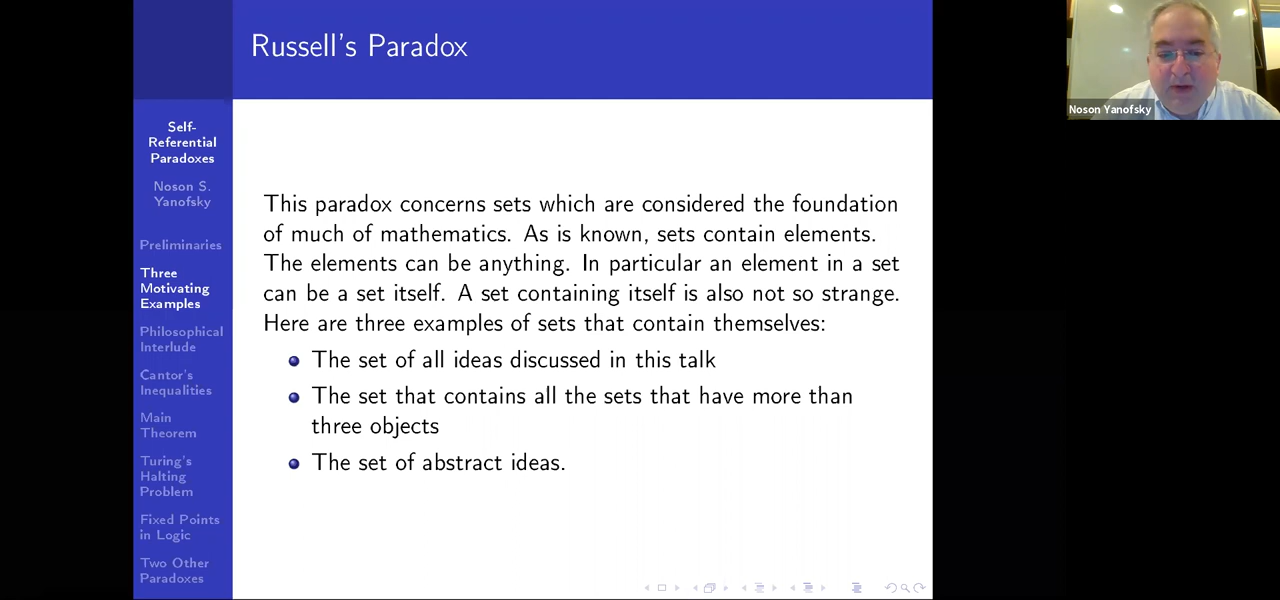 Russell's Paradox
Self-
Referential
Paradoxes
Noson S.
Yanofsky
Preliminaries
Three
Motivating
Examples
Philosophical
Interlude
Cantor's
Inequalities
Main
Theorem
Turing's
Halting
Problem
Fixed Points
in Logic
Two Other
Paradoxes
This paradox concerns sets which are considered the foundation
of much of mathematics. As is known, sets contain elements.
The elements can be anything. In particular an element in a set
can be a set itself. A set containing itself is also not so strange.
Here are three examples of sets that contain themselves:
The set of all ideas discussed in this talk
The set that contains all the sets that have more than
three objects
The set of abstract ideas.
Noson Yanofsky